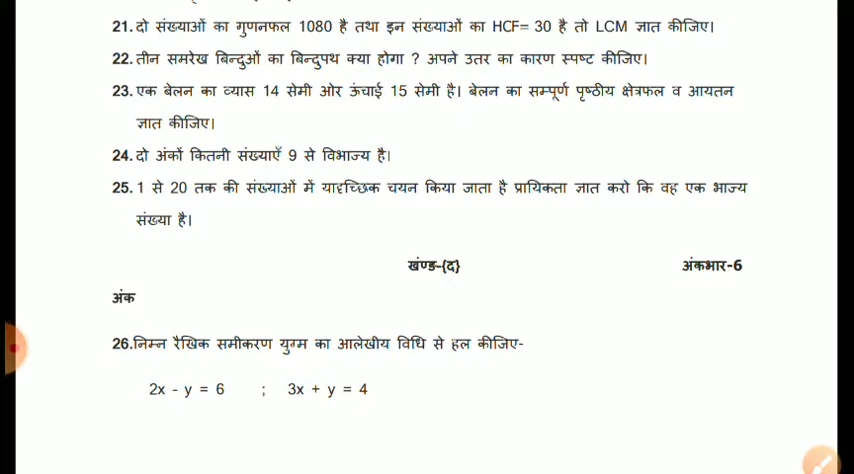 21. दो संख्याओं का गुणनफल 1080 है तथा इन संख्याओं का HCF= 30 है तो LCM ज्ञात कीजिए।
22. तीन समरेख बिन्दुओं का बिन्दुपथ क्या होगा ? अपने उतर का कारण स्पष्ट कीजिए।
23. एक बेलन का व्यास 14 सेमी ओर ऊंचाई 15 सेमी है। बेलन का सम्पूर्ण पृष्ठीय क्षेत्रफल व आयतन
ज्ञात कीजिए।
24. दो अंकों कितनी संख्याएँ 9 से विभाज्य है।
25. 1 से 20 तक की संख्याओं में यादृच्छिक चयन किया जाता है प्रायिकता ज्ञात करो कि वह एक भाज्य
संख्या है।
खंण्ड-{द} अंकभार-6
अंक
26.निम्न रैखिक समीकरण युग्म का आलेखीय विधि से हल कीजिए-
2x - y = 6 ; 3x + y = 4